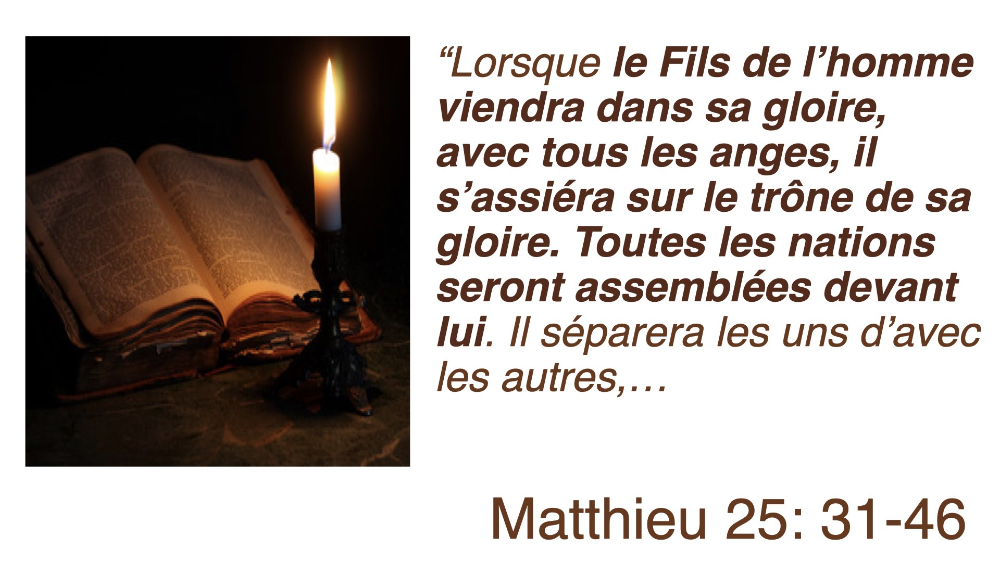 “Lorsque le Fils de l’homme
viendra dans sa gloire,
avec tous les anges, il
s’assiéra sur le trône de sa
gloire. Toutes les nations
seront assemblées devant
lui. Il séparera les uns d’avec
les autres,…
Matthieu 25: 31-46